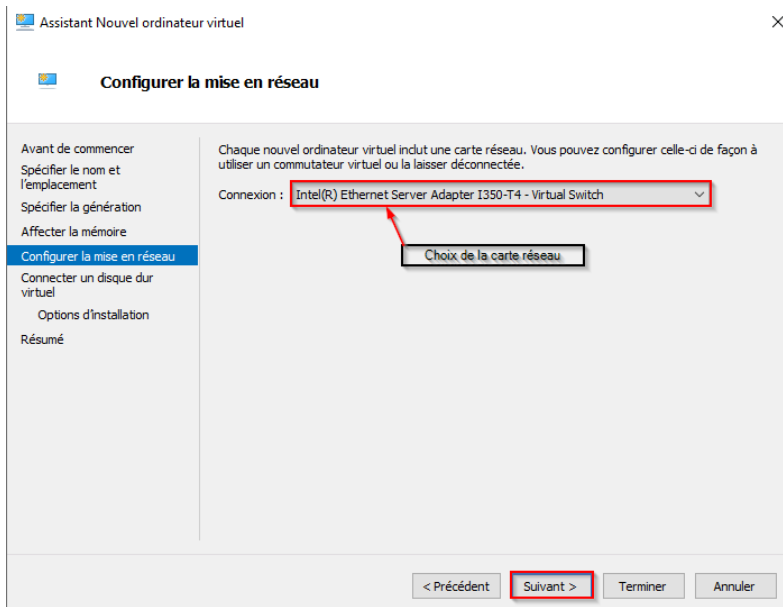 Assistant Nouvel ordinateur virtuel
Configurer la mise en réseau
Avant de commencer
Spécifier le nom et
l'emplacement
Spécifier la génération
Affecter la mémoire
Configurer la mise en réseau
Connecter un disque dur
virtuel
Options d'installation
Résumé
Chaque nouvel ordinateur virtuel inclut une carte réseau. Vous pouvez configurer celle-ci de façon à
utiliser un commutateur virtuel ou la laisser déconnectée.
Connexion : Intel(R) Ethernet Server Adapter I350-T4 - Virtual Switch
Choix de la carte réseau
< Précédent Suivant > Terminer Annuler